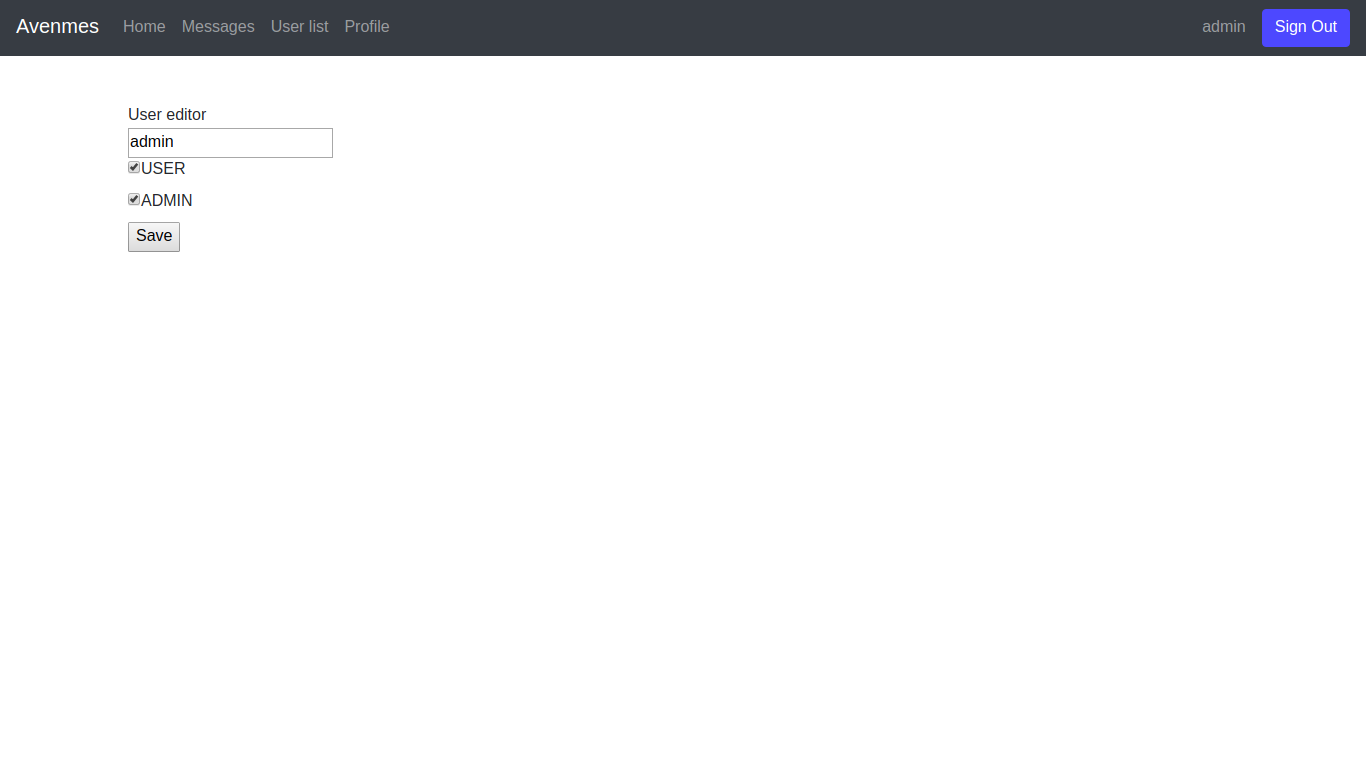 Avenmes Home Messages User list Profile admin Sign Out
User editor
admin
USER
ADMIN
Save